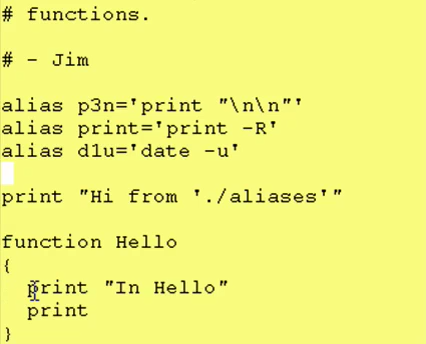 # functions.
# - Jim
alias p3n='print "\n\n"'
alias print='print -R'
alias d1u='date -u'
print "Hi from './aliases'"
function Hello
{
print "In Hello"
print
}